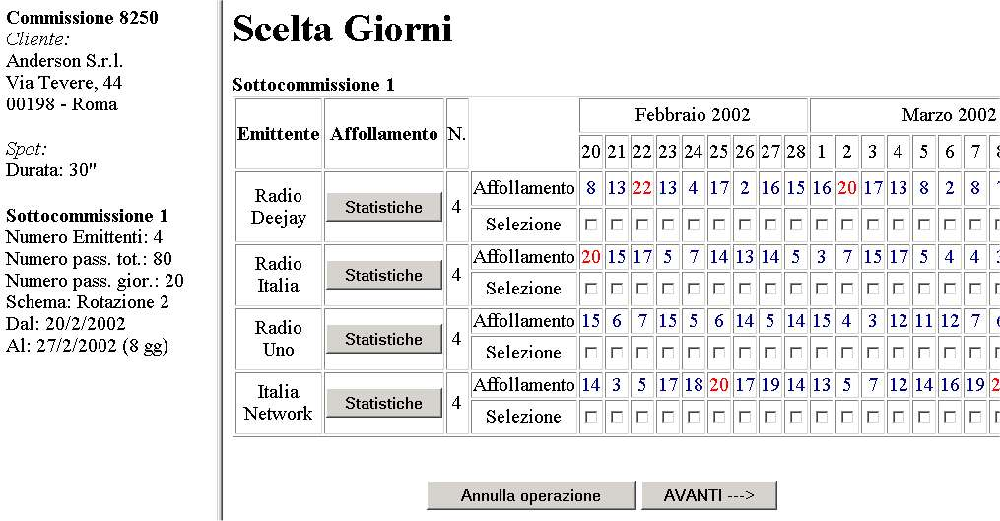 Commissione 8250
Cliente:
Anderson S.r.l.
Via Tevere, 44
00198 - Roma
Spot:
Durata: 30"
Sottocommissione 1
Numero Emittenti: 4
Numero pass. tot.: 80
Numero pass. gior.: 20
Schema: Rotazione 2
Dal: 20/2/2002
Al: 27/2/2002 (8 gg)
Scelta Giorni
Sottocommissione 1
Emittente Affollamento N. Febbraio 2002 Marzo 2002
20 21 22 23 24 25 26 27 28 1 2 3 4 5 6 7
Radio Deejay Statistiche 4 Affollamento 8 13 22 13 4 17 2 16 15 16 20 17 13 8 2 8
Selezione
Radio Italia Statistiche 4 Affollamento 20 15 17 5 7 14 13 14 5 3 7 15 17 5 4 4
Selezione
Radio Uno Statistiche 4 Affollamento 15 6 7 15 5 6 14 5 14 15 4 3 12 11 12 7
Selezione
Italia Network Statistiche 4 Affollamento 14 3 5 17 18 20 17 19 14 13 5 7 12 14 16 19
Selezione
Annulla operazione AVANTI --->